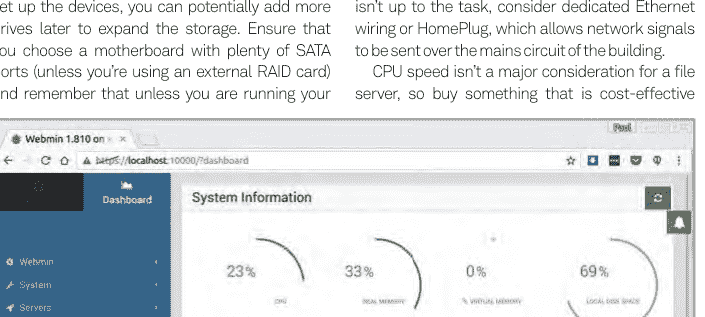 et up the devices, you can potentially add more
rives later to expand the storage. Ensure that
ou choose a motherboard with plenty of SATA
orts (unless you're using an external RAID card)
nd remember that unless you are running your
isn't up to the task, consider dedicated Ethernet
wiring or HomePlug, which allows network signals
to be sent over the mains circuit of the building.
CPU speed isn't a major consideration for a file
server, so buy something that is cost-effective
Paul
Webmin 1.810 on
https://localhost:10000/?dashboard
Dashboard
System Information
Webmin
System
Servers
23%
CPU
33%
REAL MEMORY
0%
% VIRTUAL MEMORY
69%
LOCAL DISK SPACE